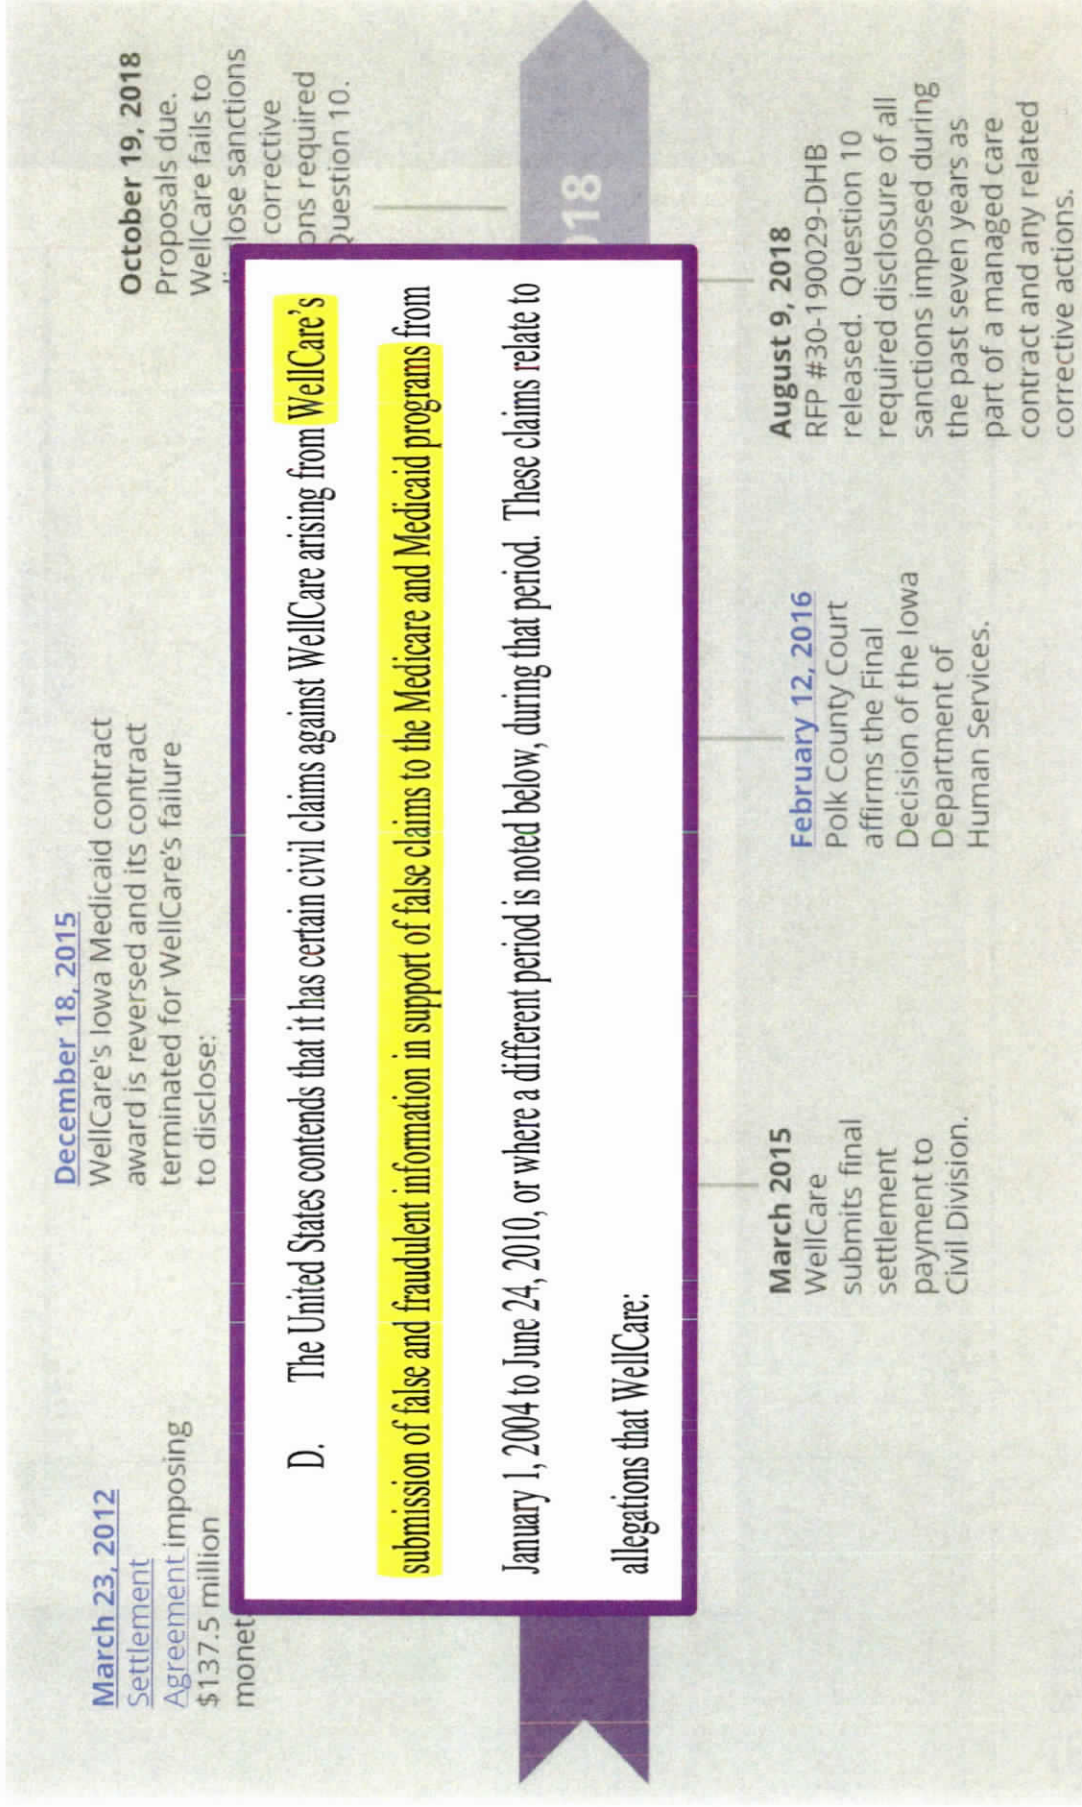 March 23, 2012
Settlement
Agreement imposing
$137.5 million
monet
December 18, 2015
WellCare's Iowa Medicaid contract
award is reversed and its contract
terminated for WellCare's failure
to disclose:
October 19, 2018
Proposals due.
WellCare fails to
lose sanctions
corrective
ons required
Question 10.
D. The United States contends that it has certain civil claims against WellCare arising from WellCare's
submission of false and fraudulent information in support of false claims to the Medicare and Medicaid programs from
January 1, 2004 to June 24, 2010, or where a different period is noted below, during that period. These claims relate to
allegations that WellCare:
018
March 2015
WellCare
submits final
settlement
payment to
Civil Division.
February 12, 2016
Polk County Court
affirms the Final
Decision of the Iowa
Department of
Human Services.
August 9, 2018
RFP #30-190029-DHB
released. Question 10
required disclosure of all
sanctions imposed during
the past seven years as
part of a managed care
contract and any related
corrective actions.